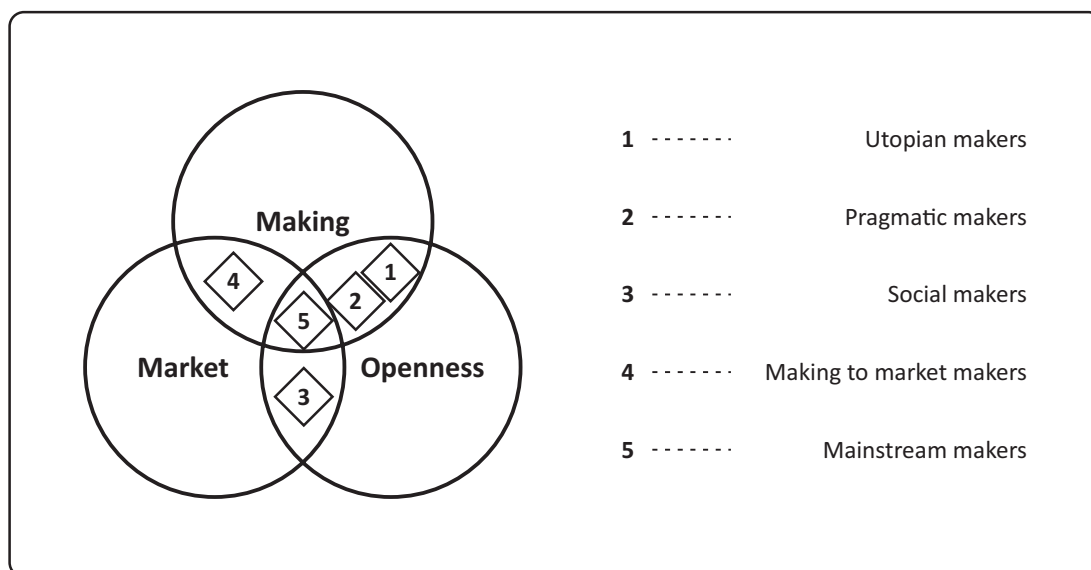 Making
Market
Openness
4
1
2
5
3
1 ------- Utopian makers
2 ------- Pragmatic makers
3 ------- Social makers
4 ------- Making to market makers
5 ------- Mainstream makers